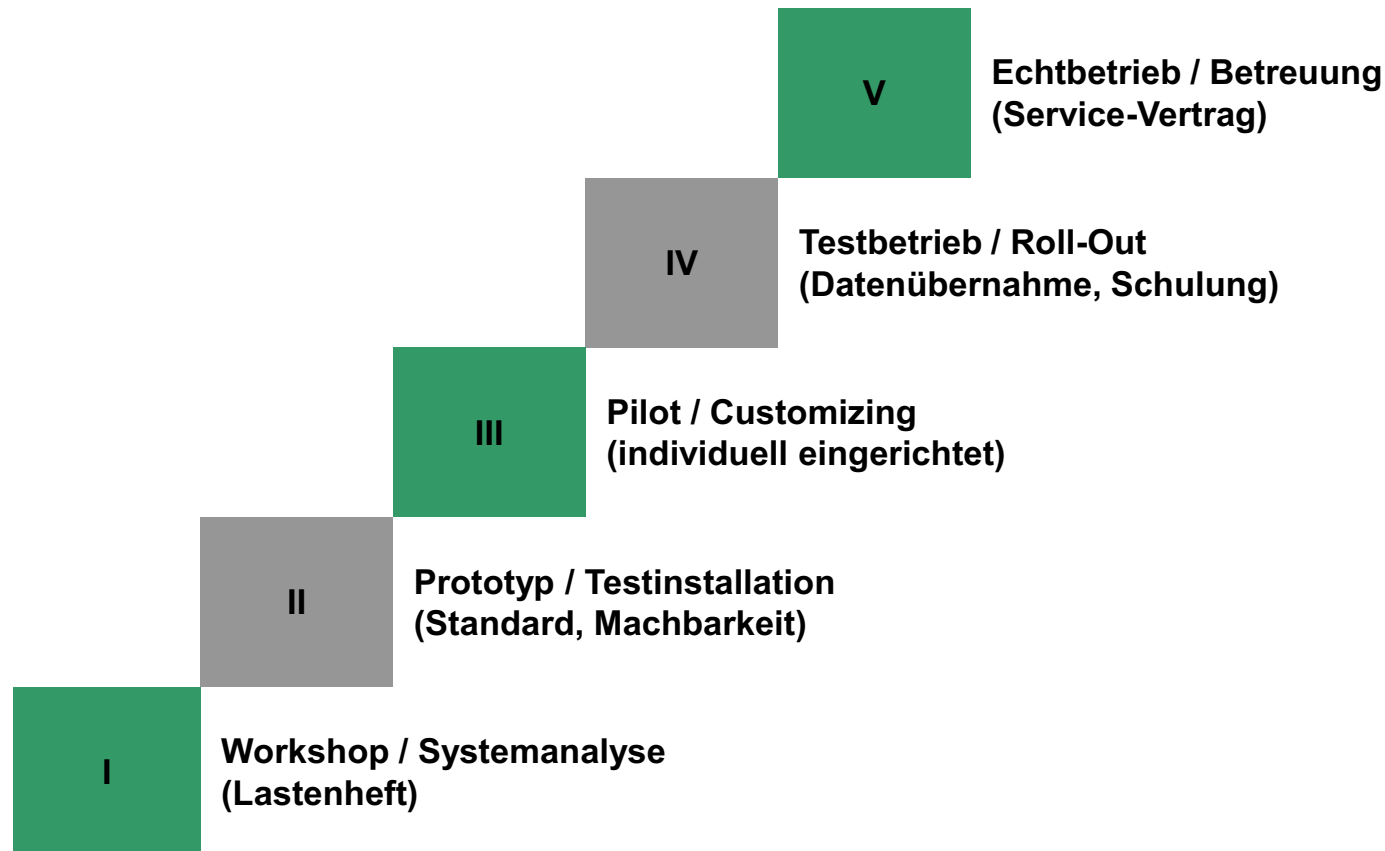 V
Echtbetrieb / Betreuung
(Service-Vertrag)
IV
Testbetrieb / Roll-Out
(Datenübernahme, Schulung)
III
Pilot / Customizing
(individuell eingerichtet)
II
Prototyp / Testinstallation
(Standard, Machbarkeit)
I
Workshop / Systemanalyse
(Lastenheft)